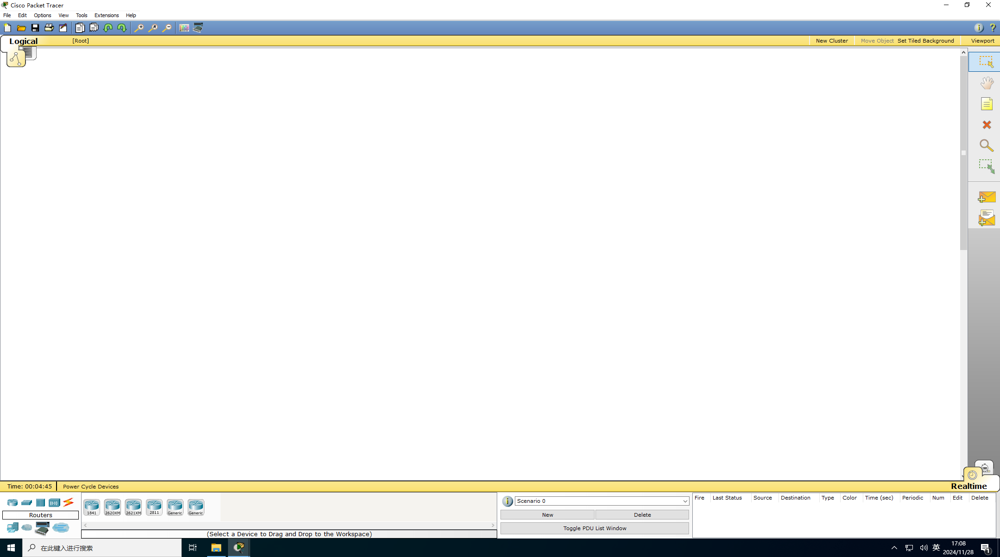 Cisco Packet Tracer
File Edit Options View Tools Extensions Help
Logical [Root] New Cluster Move Object Set Tiled Background Viewport
Time: 00:04:45 Power Cycle Devices Realtime
Routers
1841 2620XM 2621XM 2811 Generic Generic
(Select a Device to Drag and Drop to the Workspace)
Scenario 0
New Delete
Toggle PDU List Window
Fire Last Status Source Destination Type Color Time (sec) Periodic Num Edit Delete
在此键入进行搜索
英
17:08
2024/11/28
1